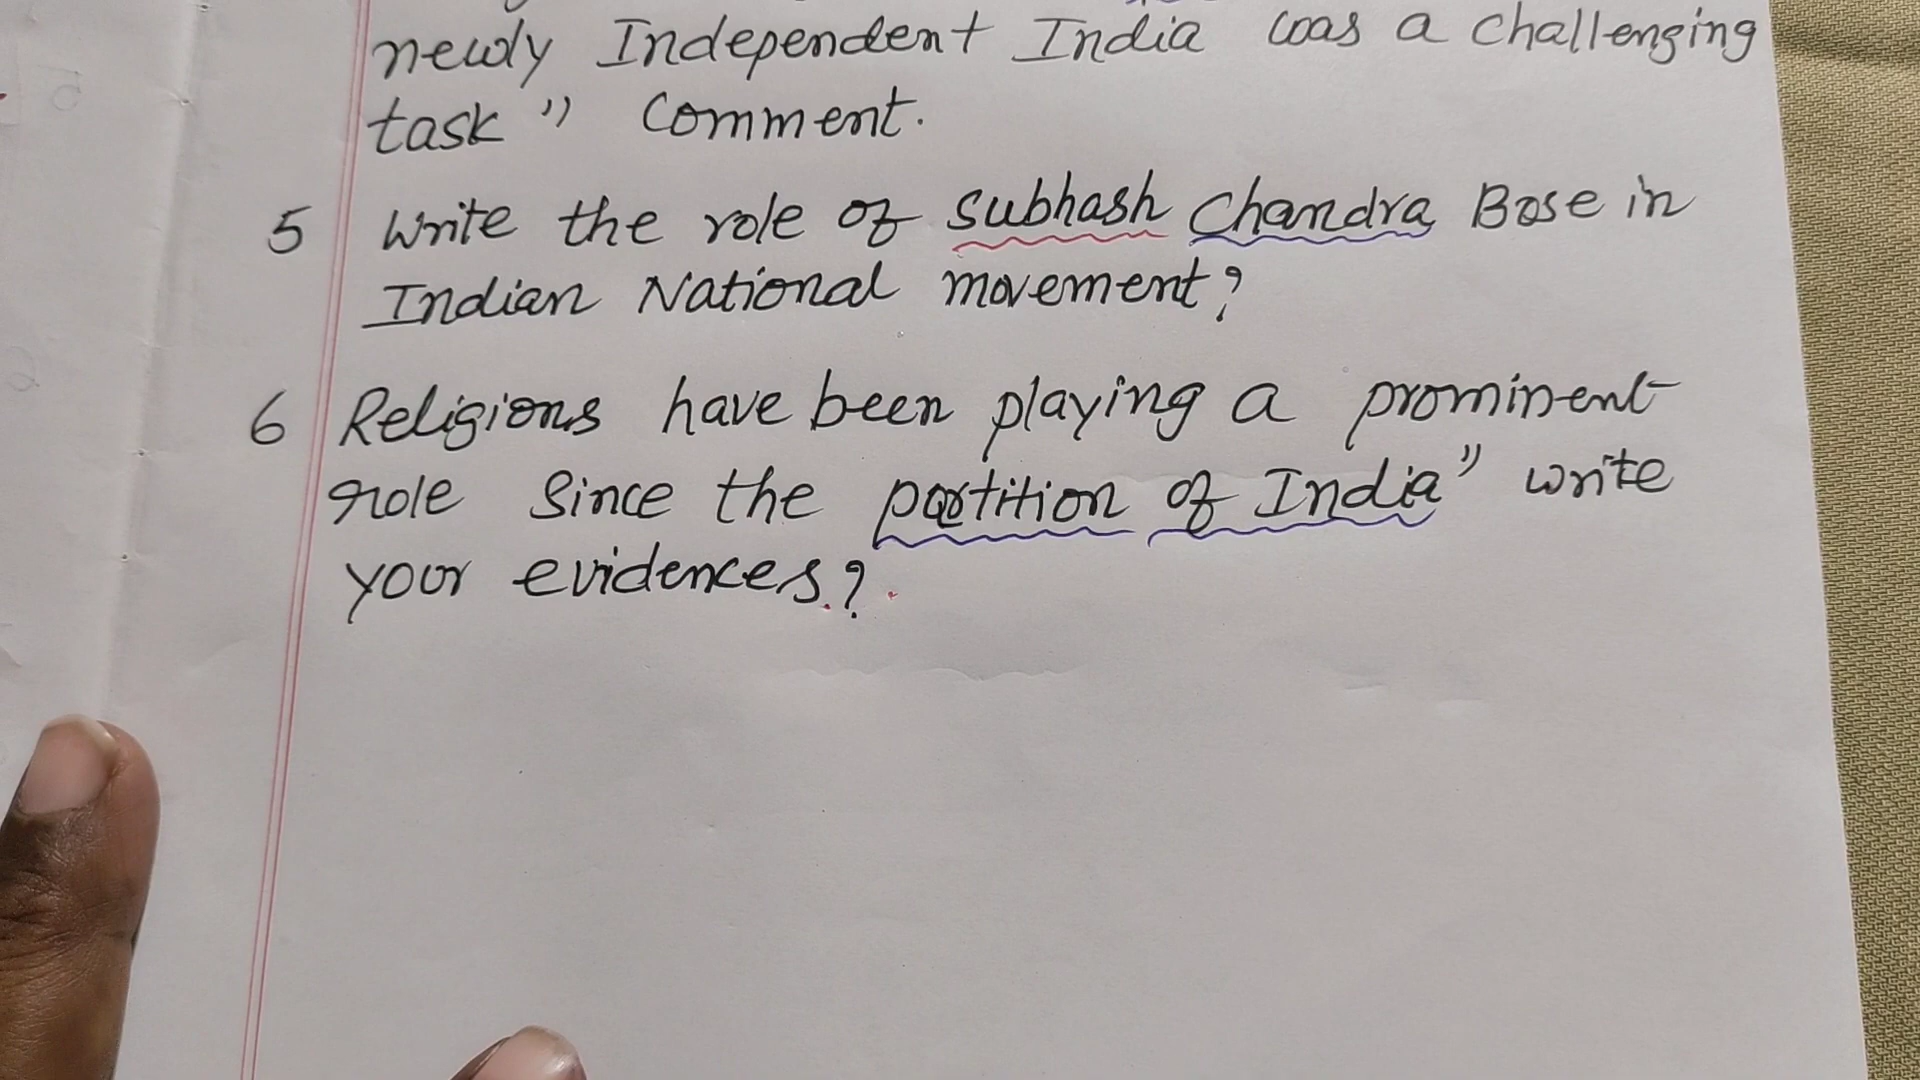 newly Independent India was a challenging
task" Comment.
5 Write the role of Subhash Chandra Bose in
Indian National movement?
6 Religions have been playing a prominent
role Since the partition of India" write
your evidences.?